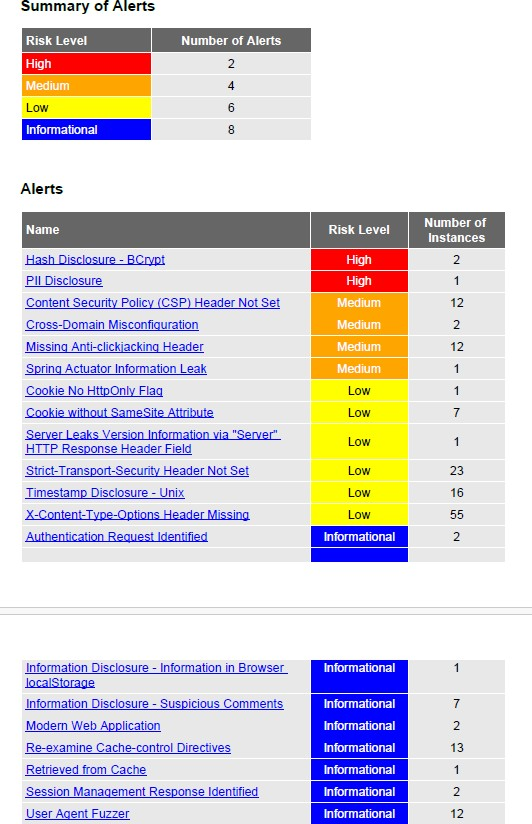 Summary of Alerts
Risk Level Number of Alerts
High 2
Medium 4
Low 6
Informational 8
Alerts
Name Risk Level Number of Instances
Hash Disclosure - BCrypt High 2
PII Disclosure High 1
Content Security Policy (CSP) Header Not Set Medium 12
Cross-Domain Misconfiguration Medium 2
Missing Anti-clickjacking Header Medium 12
Spring Actuator Information Leak Medium 1
Cookie No HttpOnly Flag Low 1
Cookie without SameSite Attribute Low 7
Server Leaks Version Information via "Server"
HTTP Response Header Field Low 1
Strict-Transport-Security Header Not Set Low 23
Timestamp Disclosure - Unix Low 16
X-Content-Type-Options Header Missing Low 55
Authentication Request Identified Informational 2
Information Disclosure - Information in Browser Informational 1
localStorage
Information Disclosure - Suspicious Comments Informational 7
Modern Web Application Informational 2
Re-examine Cache-control Directives Informational 13
Retrieved from Cache Informational 1
Session Management Response Identified Informational 2
User Agent Fuzzer Informational 12